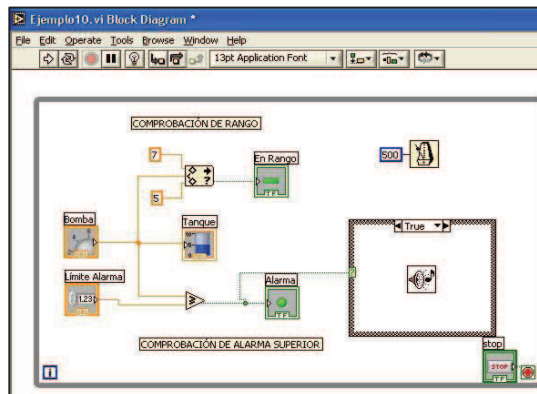 Ejemplo10.vi Block Diagram *
File Edit Operate Tools Browse Window Help
13pt Application Font
COMPROBACIÓN DE RANGO
7
En Rango
TF
500
5
Bomba
Tanque
True
Límite Alarma
1.23
Alarma
TF
?
COMPROBACIÓN DE ALARMA SUPERIOR
stop
STOP
TF
i